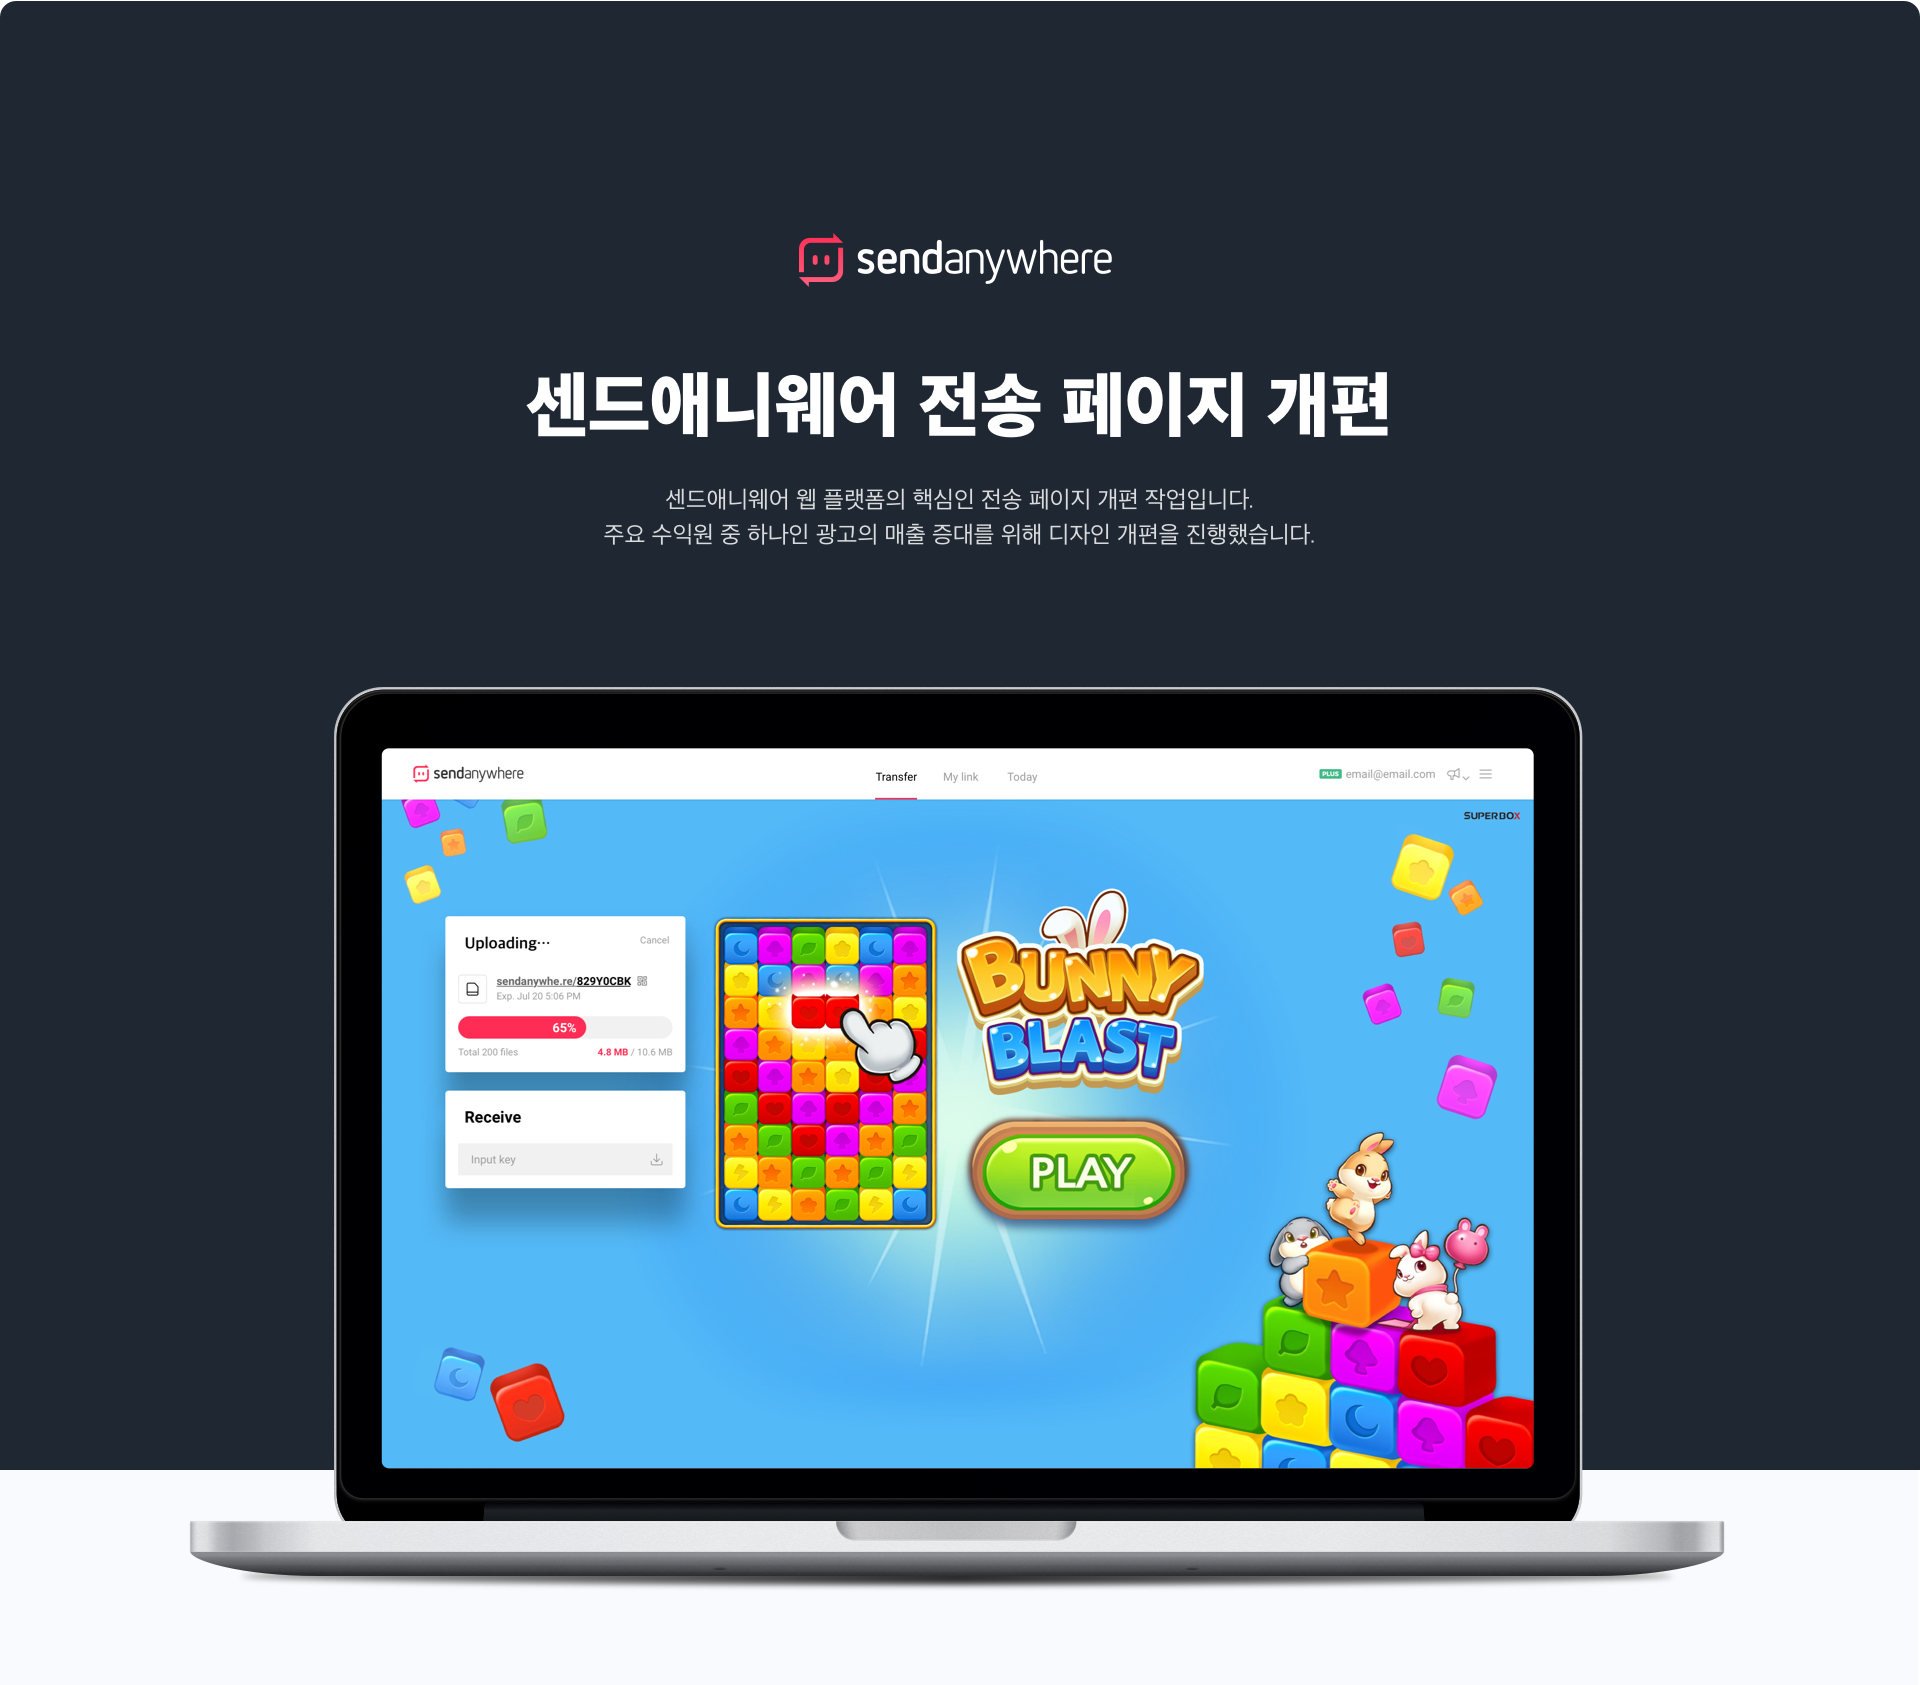 sendanywhere
센드애니웨어 전송 페이지 개편
센드애니웨어 웹 플랫폼의 핵심인 전송 페이지 개편 작업입니다.
주요 수익원 중 하나인 광고의 매출 증대를 위해 디자인 개편을 진행했습니다.
sendanywhere
Transfer My link Today
PLUS email@email.com
SUPERBOX
Uploading… Cancel
sendanywhe.re/829Y0CBK
Exp. Jul 20 5:06 PM
65%
Total 200 files 4.8 MB / 10.6 MB
Receive
Input key
BUNNY
BLAST
PLAY